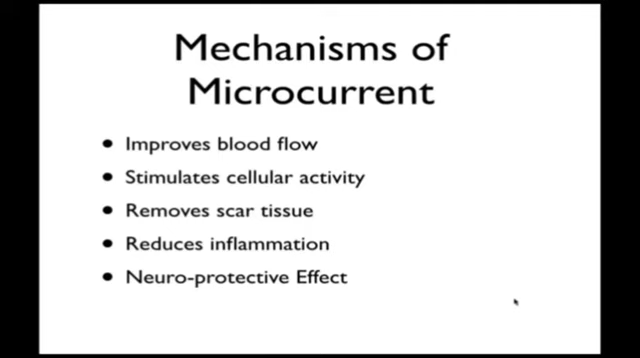 Mechanisms of
Microcurrent
• Improves blood flow
• Stimulates cellular activity
• Removes scar tissue
• Reduces inflammation
• Neuro-protective Effect